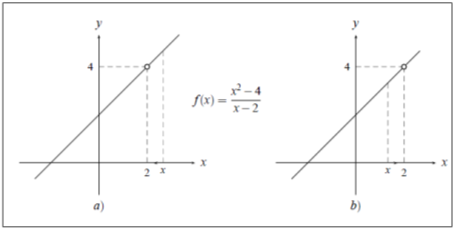 y
4
2 x
x
a)
f(x) = x² − 4 / x − 2
y
4
x 2
x
b)